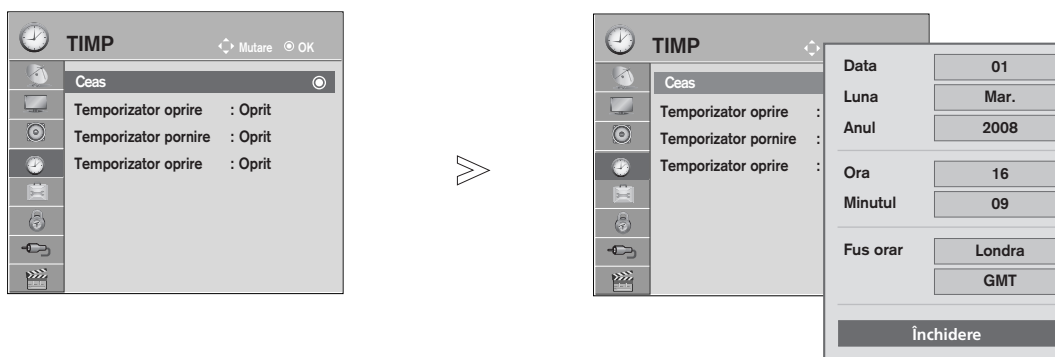 TIMP
Mutare OK
Ceas
Temporizator oprire : Oprit
Temporizator pornire : Oprit
Temporizator oprire : Oprit
TIMP
Ceas
Temporizator oprire :
Temporizator pornire :
Temporizator oprire :
Data 01
Luna Mar.
Anul 2008
Ora 16
Minutul 09
Fus orar Londra
GMT
Închidere